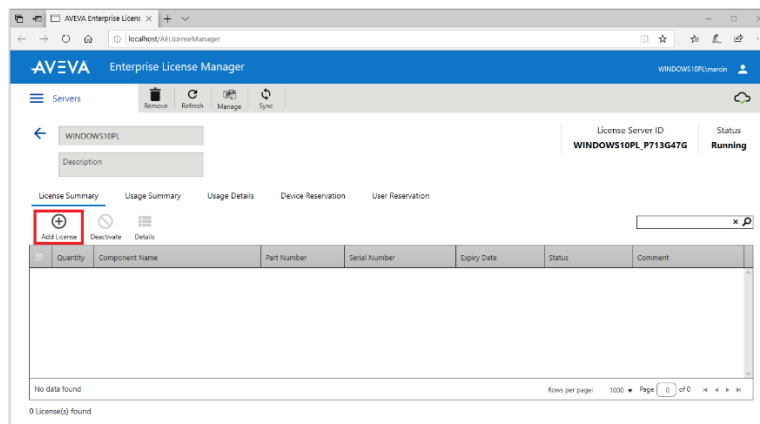 AVEVA Enterprise Licens
localhost/AELicenseManager
AVEVA Enterprise License Manager WINDOWS10PL\marcin
Servers Remove Refresh Manage Sync
WINDOWS10PL License Server ID Status
WINDOWS10PL_P713G47G Running
Description
License Summary Usage Summary Usage Details Device Reservation User Reservation
Add License Deactivate Details
Quantity Component Name Part Number Serial Number Expiry Date Status Comment
No data found Rows per page: 1000 Page 0 of 0
0 License(s) found